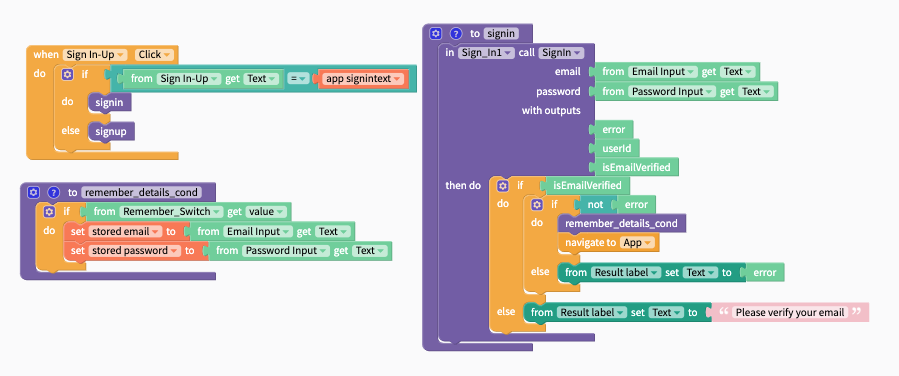 when Sign In-Up Click
do if from Sign In-Up get Text = app signintext
do signin
else signup
? to remember_details_cond
if from Remember_Switch get value
do set stored email to from Email Input get Text
set stored password to from Password Input get Text
? to signin
in Sign_In1 call SignIn
email from Email Input get Text
password from Password Input get Text
with outputs
error
userId
isEmailVerified
then do if isEmailVerified
do if not error
do remember_details_cond
navigate to App
else from Result label set Text to error
else from Result label set Text to “ Please verify your email ”